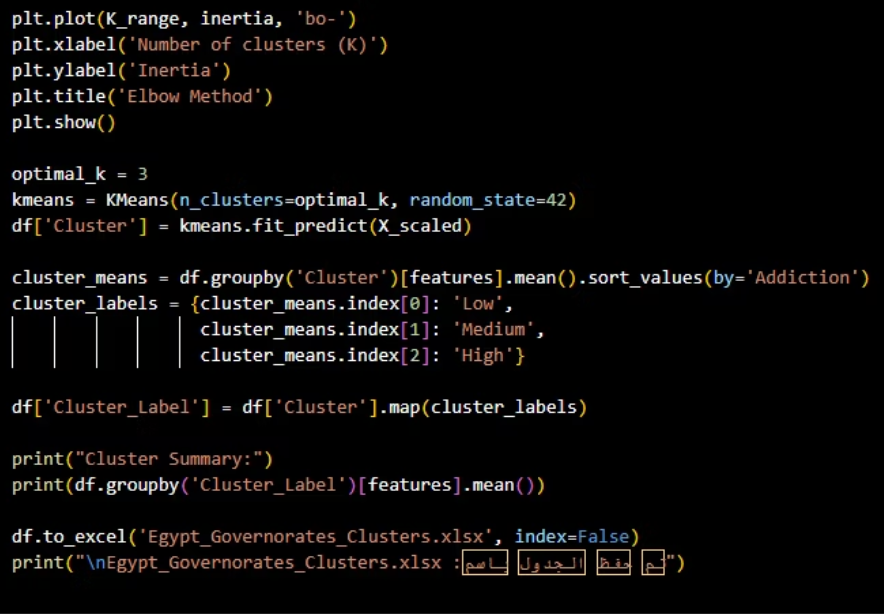 plt.plot(K_range, inertia, 'bo-')
plt.xlabel('Number of clusters (K)')
plt.ylabel('Inertia')
plt.title('Elbow Method')
plt.show()

optimal_k = 3
kmeans = KMeans(n_clusters=optimal_k, random_state=42)
df['Cluster'] = kmeans.fit_predict(X_scaled)

cluster_means = df.groupby('Cluster')[features].mean().sort_values(by='Addiction')
cluster_labels = {cluster_means.index[0]: 'Low',
                  cluster_means.index[1]: 'Medium',
                  cluster_means.index[2]: 'High'}

df['Cluster_Label'] = df['Cluster'].map(cluster_labels)

print("Cluster Summary:")
print(df.groupby('Cluster_Label')[features].mean())

df.to_excel('Egypt_Governorates_Clusters.xlsx', index=False)
print("\nEgypt_Governorates_Clusters.xlsx :تم حفظ الجدول باسم")